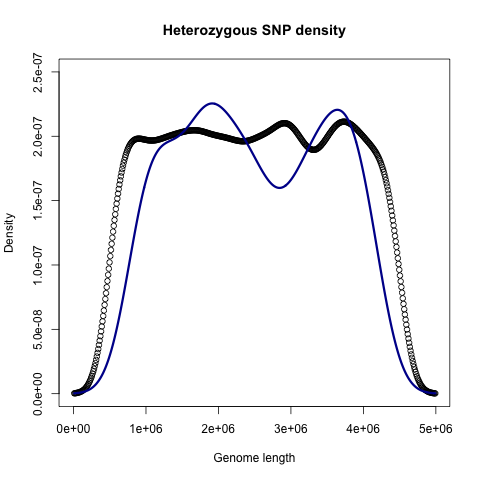 Heterozygous SNP density
Density
2.5e-07
2.0e-07
1.5e-07
1.0e-07
5.0e-08
0.0e+00
0e+00 1e+06 2e+06 3e+06 4e+06 5e+06
Genome length